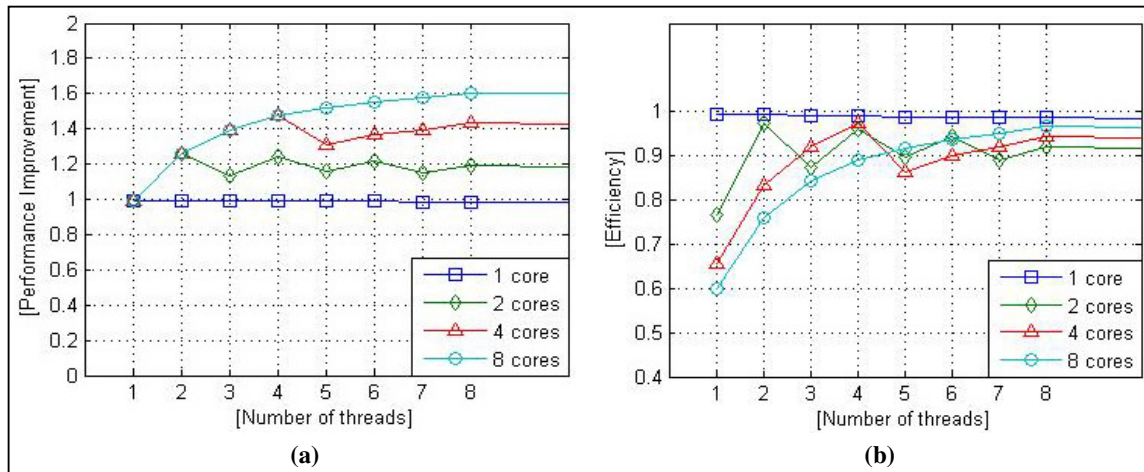 2
1.8
1.6
1.4
1.2
1
0.8
0.6
0.4
0.2
0
[Performance Improvement]
1 2 3 4 5 6 7 8
[Number of threads]
1 core
2 cores
4 cores
8 cores
(a)
1
0.9
0.8
0.7
0.6
0.5
0.4
[Efficiency]
1 2 3 4 5 6 7 8
[Number of threads]
1 core
2 cores
4 cores
8 cores
(b)